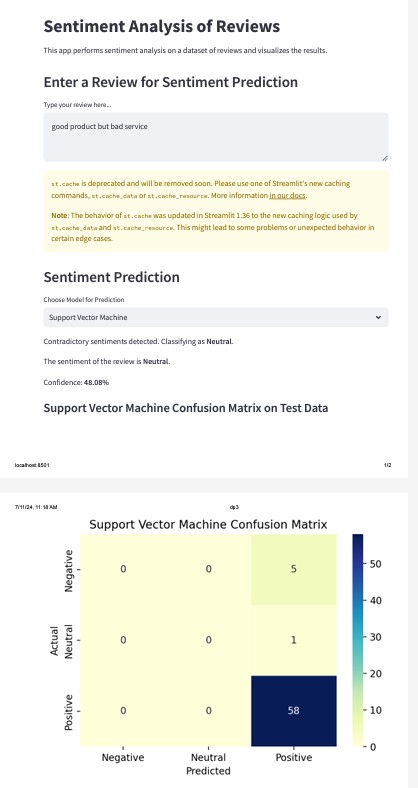 Sentiment Analysis of Reviews
This app performs sentiment analysis on a dataset of reviews and visualizes the results.
Enter a Review for Sentiment Prediction
Type your review here...
good product but bad service
st.cache is deprecated and will be removed soon. Please use one of Streamlit's new caching
commands, st.cache_data or st.cache_resource. More information in our docs.
Note: The behavior of st.cache was updated in Streamlit 1.36 to the new caching logic used by
st.cache_data and st.cache_resource. This might lead to some problems or unexpected behavior in
certain edge cases.
Sentiment Prediction
Choose Model for Prediction
Support Vector Machine
Contradictory sentiments detected. Classifying as Neutral.
The sentiment of the review is Neutral.
Confidence: 48.08%
Support Vector Machine Confusion Matrix on Test Data
localhost:8501 1/2
7/11/24, 11:18 AM dp3
Support Vector Machine Confusion Matrix
Negative 0 0 5
Actual
Neutral 0 0 1
Positive 0 0 58
Negative Neutral Positive
Predicted
50
40
30
20
10
0